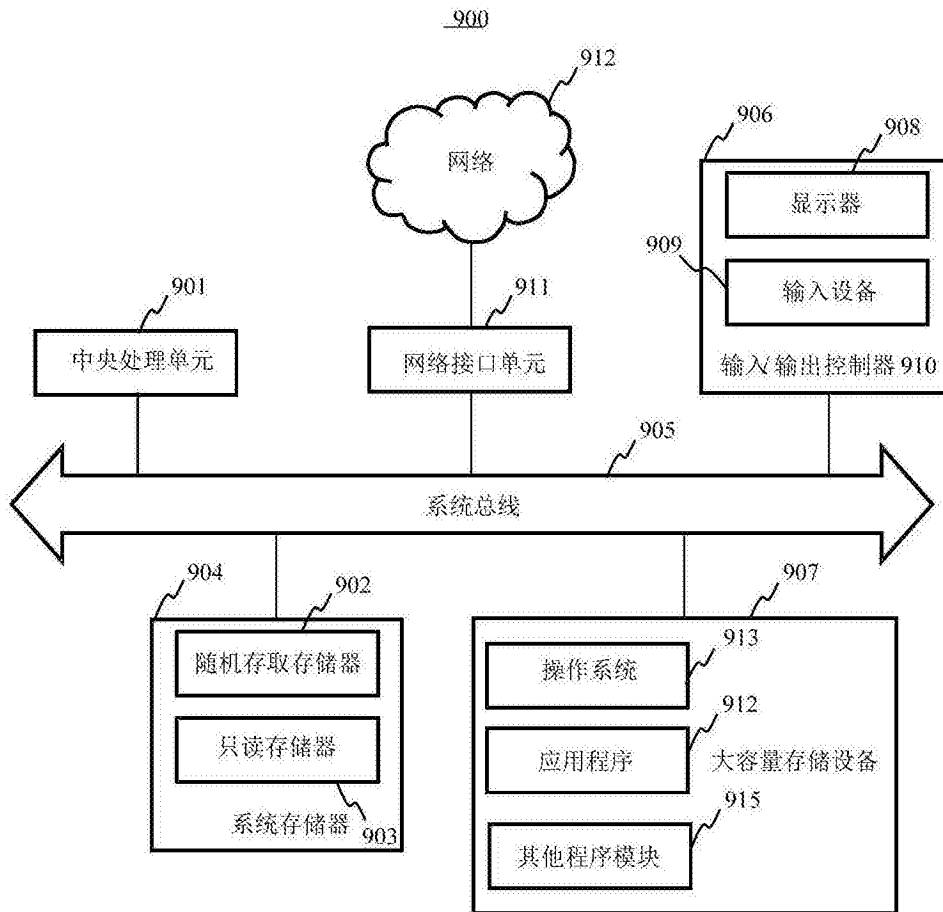 900
912
网络
906
908
显示器
909
输入设备
输入/输出控制器 910
901
中央处理单元
911
网络接口单元
905
系统总线
904
902
随机存取存储器
只读存储器
系统存储器
903
907
913
操作系统
912
应用程序
大容量存储设备
915
其他程序模块